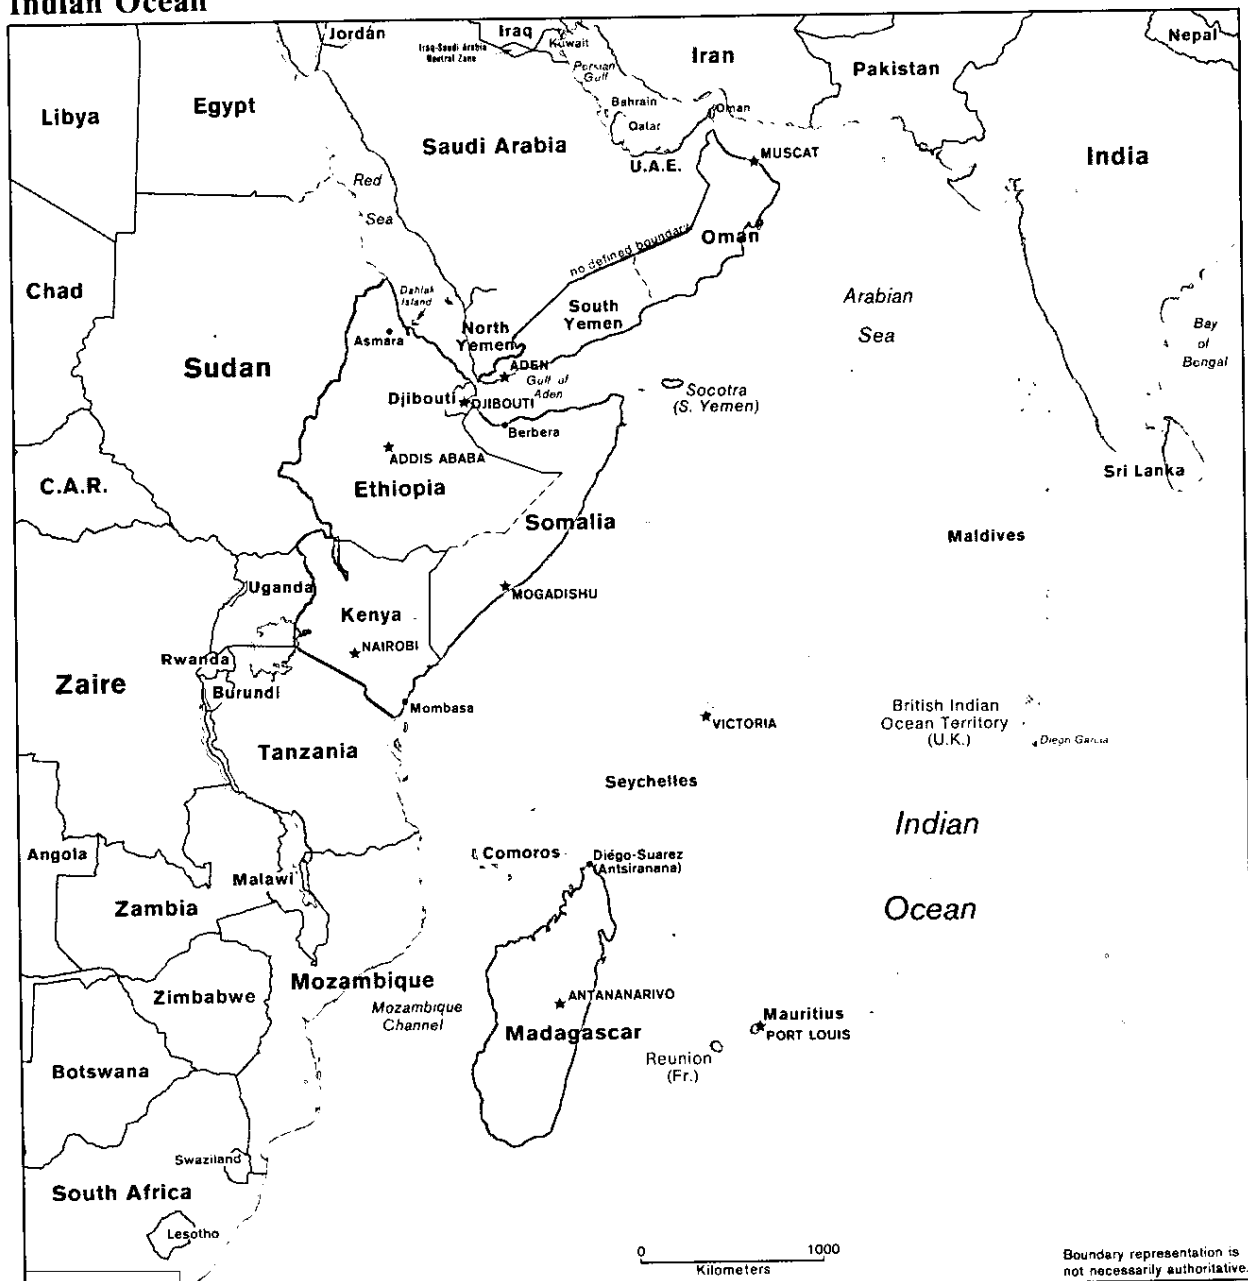 Indian Ocean
Jordán
Iraq
Iraq-Saudi Arabia
Neutral Zone
Kuwait
Persian
Gulf
Iran
Pakistan
Nepal
Libya
Egypt
Bahrain
Qatar
Oman
Saudi Arabia
U.A.E.
MUSCAT
India
Red
Sea
no defined boundary
Oman
Chad
Dahlak
Island
Arabian
Sea
South
Yemen
North
Yemen
Asmara
Bay
of
Bengal
Sudan
ADEN
Gulf of
Aden
Djibouti
DJIBOUTI
Socotra
(S. Yemen)
Berbera
ADDIS ABABA
Sri Lanka
C.A.R.
Ethiopia
Somalia
Maldives
Uganda
MOGADISHU
Kenya
NAIROBI
Rwanda
Zaire
Burundi
Mombasa
British Indian
Ocean Territory
(U.K.)
VICTORIA
Diego Garcia
Tanzania
Seychelles
Indian
Ocean
Angola
Comoros
Diégo-Suarez
(Antsiranana)
Malawi
Zambia
Mozambique
Zimbabwe
ANTANANARIVO
Mozambique
Channel
Mauritius
PORT LOUIS
Madagascar
Reunion
(Fr.)
Botswana
Swaziland
South Africa
Lesotho
0 1000
Kilometers
Boundary representation is
not necessarily authoritative.